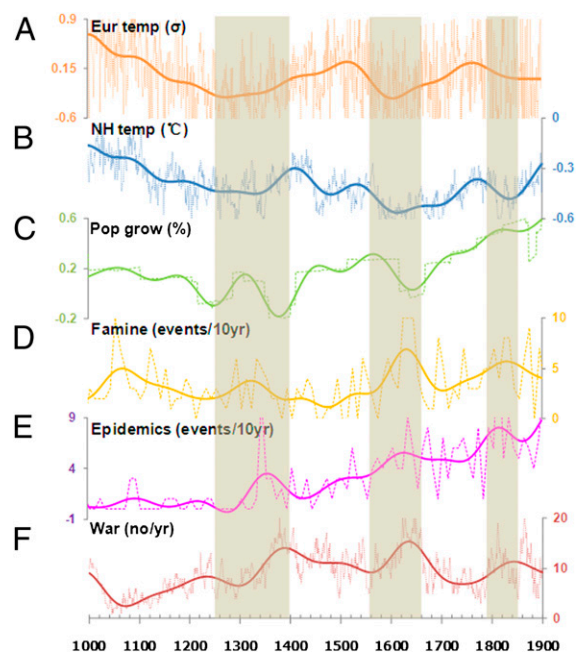 A
0.9
Eur temp (σ)
0.15
-0.6
B
0
NH temp (℃)
-0.3
-0.6
C
0.6
Pop grow (%)
0.2
-0.2
D
10
Famine (events/10yr)
5
0
E
9
Epidemics (events/10yr)
4
-1
F
20
War (no/yr)
10
0
1000 1100 1200 1300 1400 1500 1600 1700 1800 1900